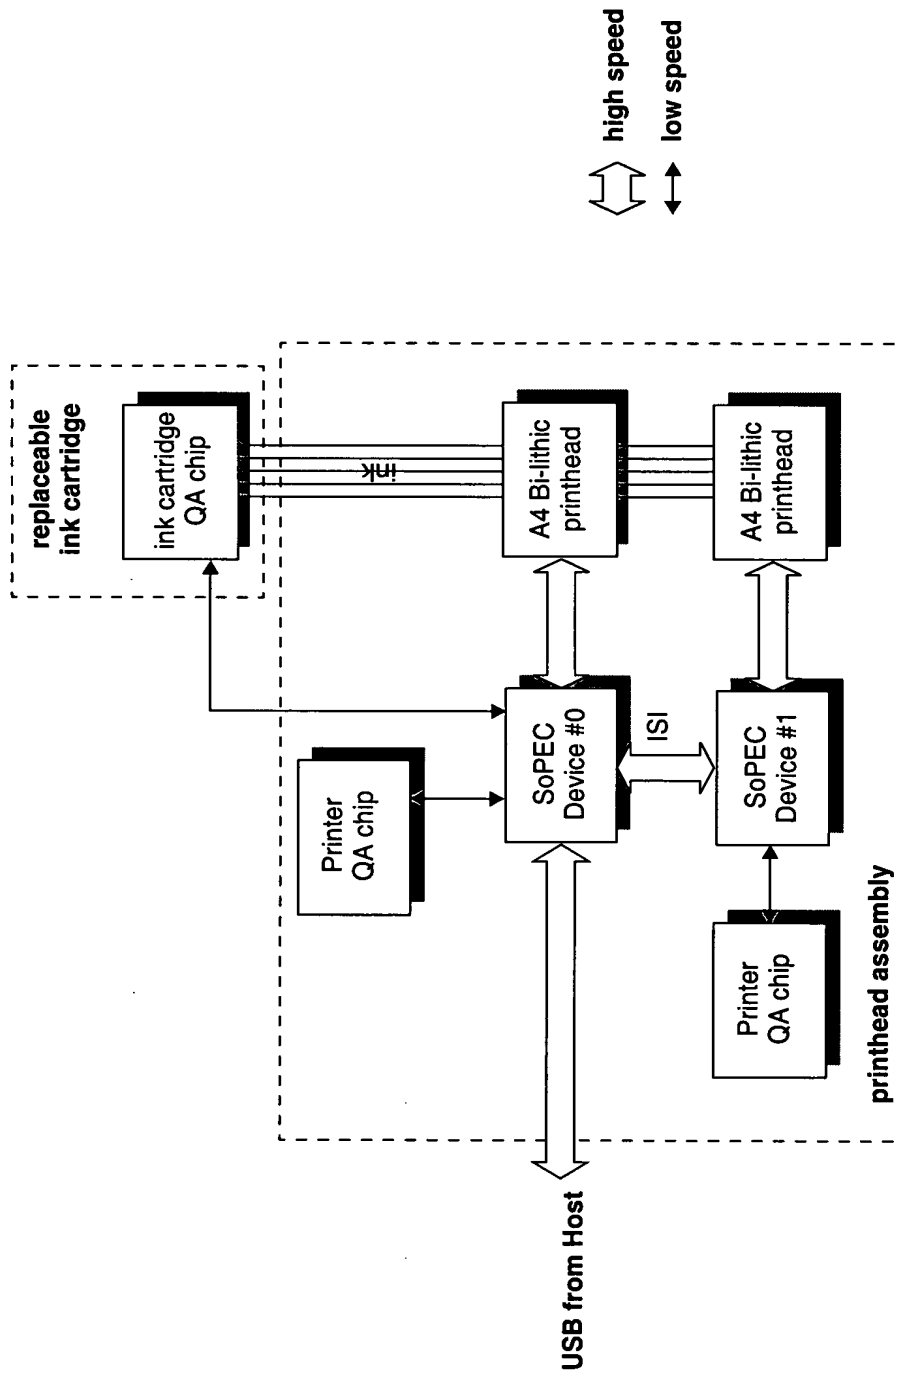 replaceable
ink cartridge
ink cartridge
QA chip
ink
Printer
QA chip
USB from Host
SoPEC
Device #0
A4 Bi-lithic
printhead
ISI
Printer
QA chip
SoPEC
Device #1
A4 Bi-lithic
printhead
printhead assembly
high speed
low speed